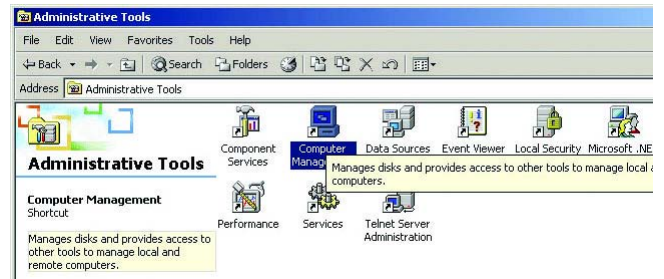 Administrative Tools
File Edit View Favorites Tools Help
Back Search Folders
Address Administrative Tools
Administrative Tools
Computer Management
Shortcut
Manages disks and provides access to
other tools to manage local and
remote computers.
Component
Services
Computer
Data Sources
Event Viewer
Local Security
Microsoft .NE
Manages disks and provides access to other tools to manage local
computers.
Performance
Services
Telnet Server
Administration